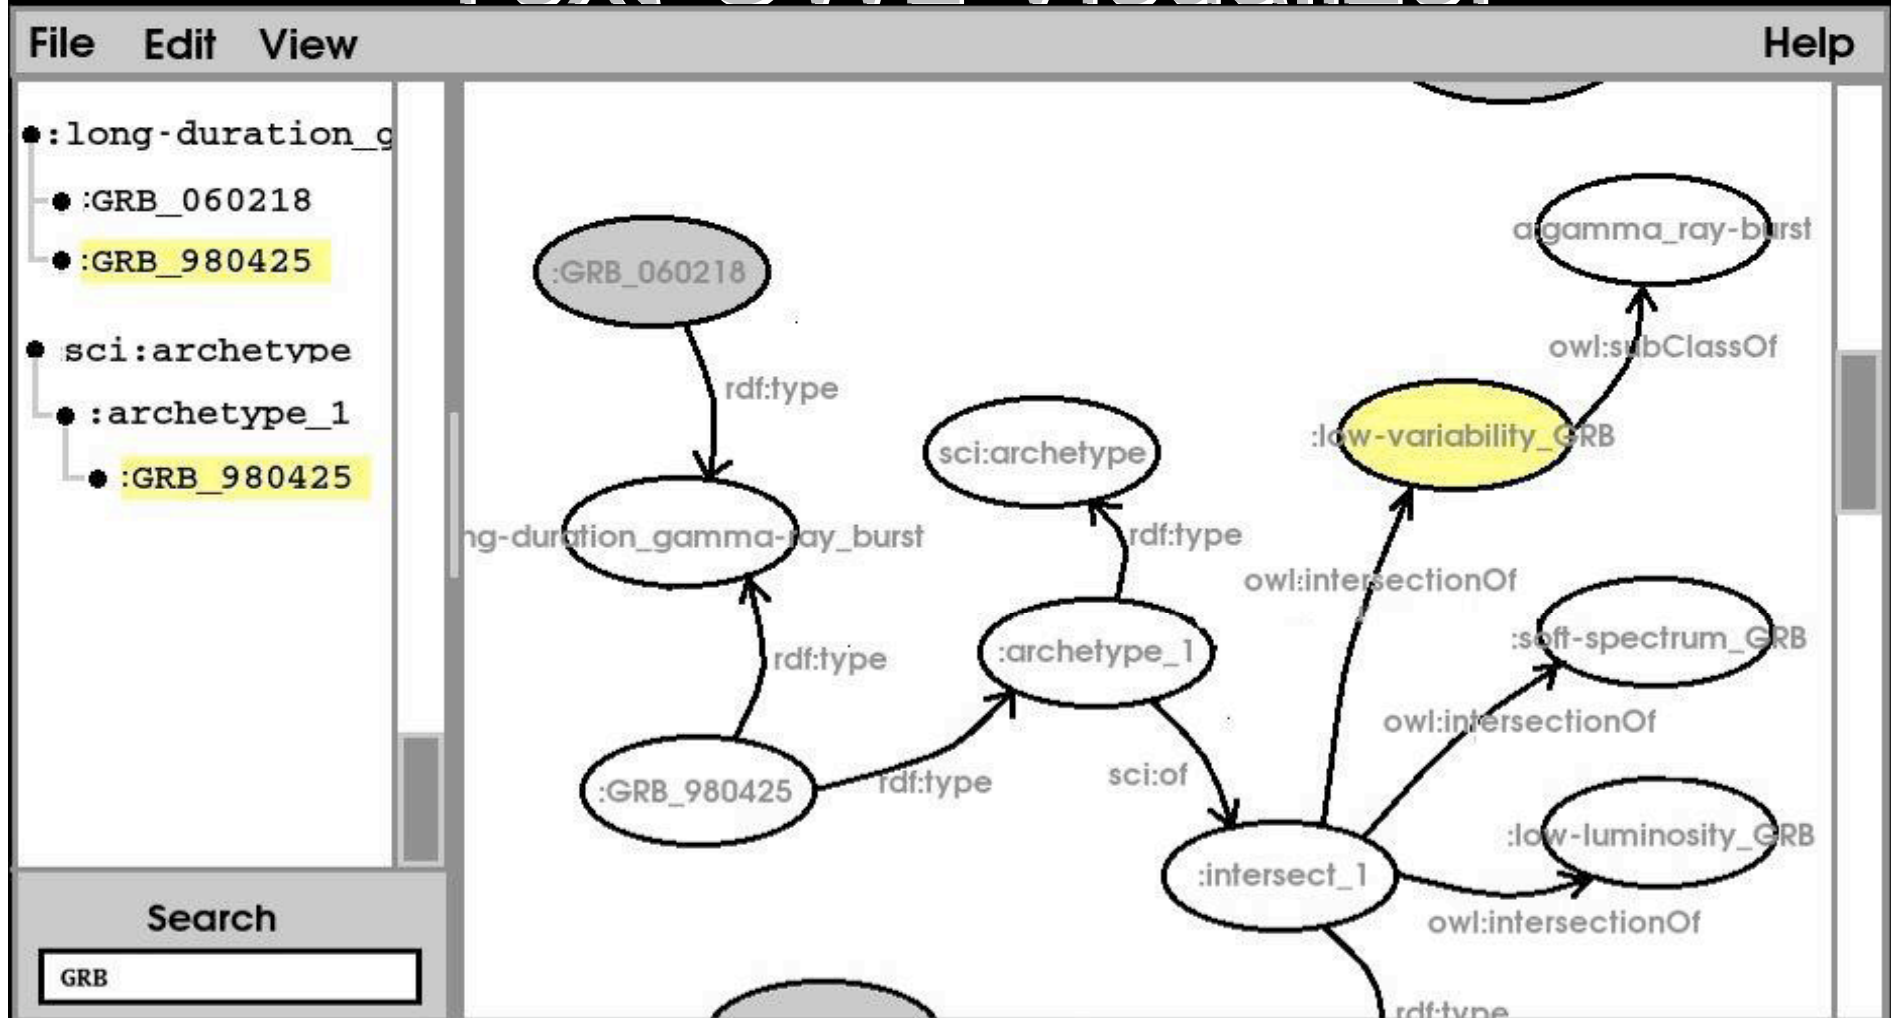 File Edit View Help
:long-duration_g
:GRB_060218
:GRB_980425
sci:archetype
:archetype_1
:GRB_980425
Search
GRB
a:gamma_ray-burst
:GRB_060218
owl:subClassOf
rdf:type
:low-variability_GRB
sci:archetype
ng-duration_gamma-ray_burst
rdf:type
owl:intersectionOf
:soft-spectrum_GRB
:archetype_1
rdf:type
owl:intersectionOf
sci:of
rdf:type
:GRB_980425
:low-luminosity_GRB
:intersect_1
owl:intersectionOf
rdf:type